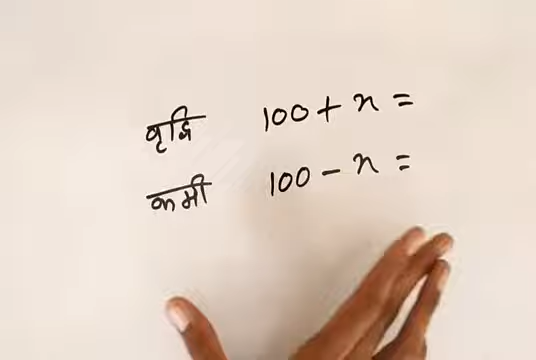 वृद्धि 100 + x =
कमी 100 - x =